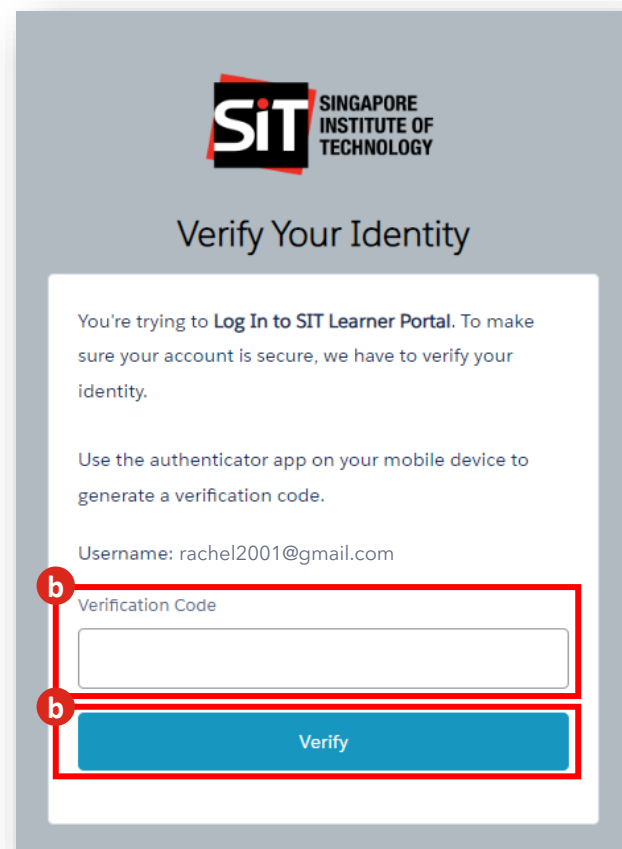 SiT SINGAPORE
INSTITUTE OF
TECHNOLOGY
Verify Your Identity
You're trying to Log In to SIT Learner Portal. To make
sure your account is secure, we have to verify your
identity.
Use the authenticator app on your mobile device to
generate a verification code.
Username: rachel2001@gmail.com
b
Verification Code
b
Verify